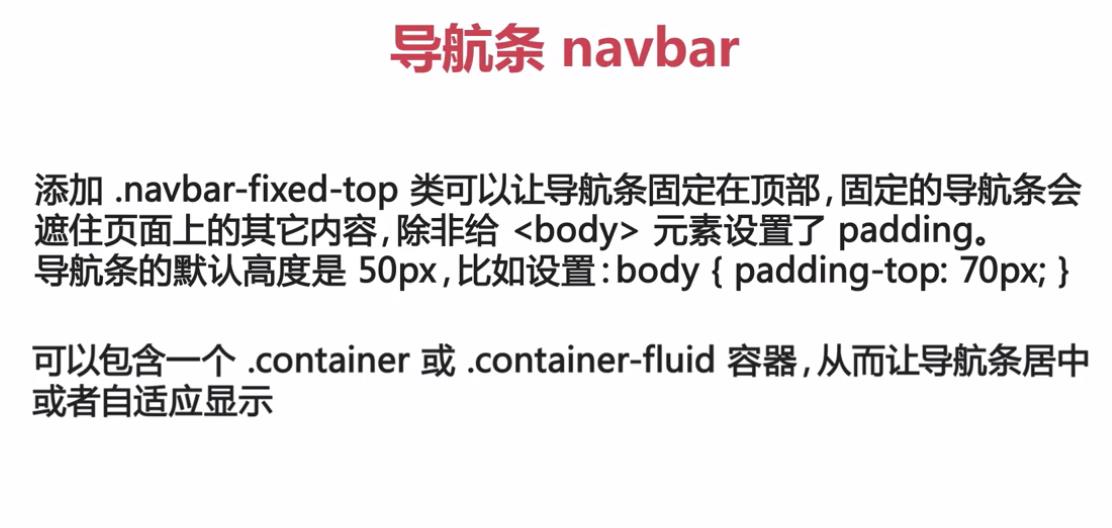 导航条 navbar
添加 .navbar-fixed-top 类可以让导航条固定在顶部,固定的导航条会
遮住页面上的其它内容,除非给 <body> 元素设置了 padding。
导航条的默认高度是 50px,比如设置:body { padding-top: 70px; }
可以包含一个 .container 或 .container-fluid 容器,从而让导航条居中
或者自适应显示